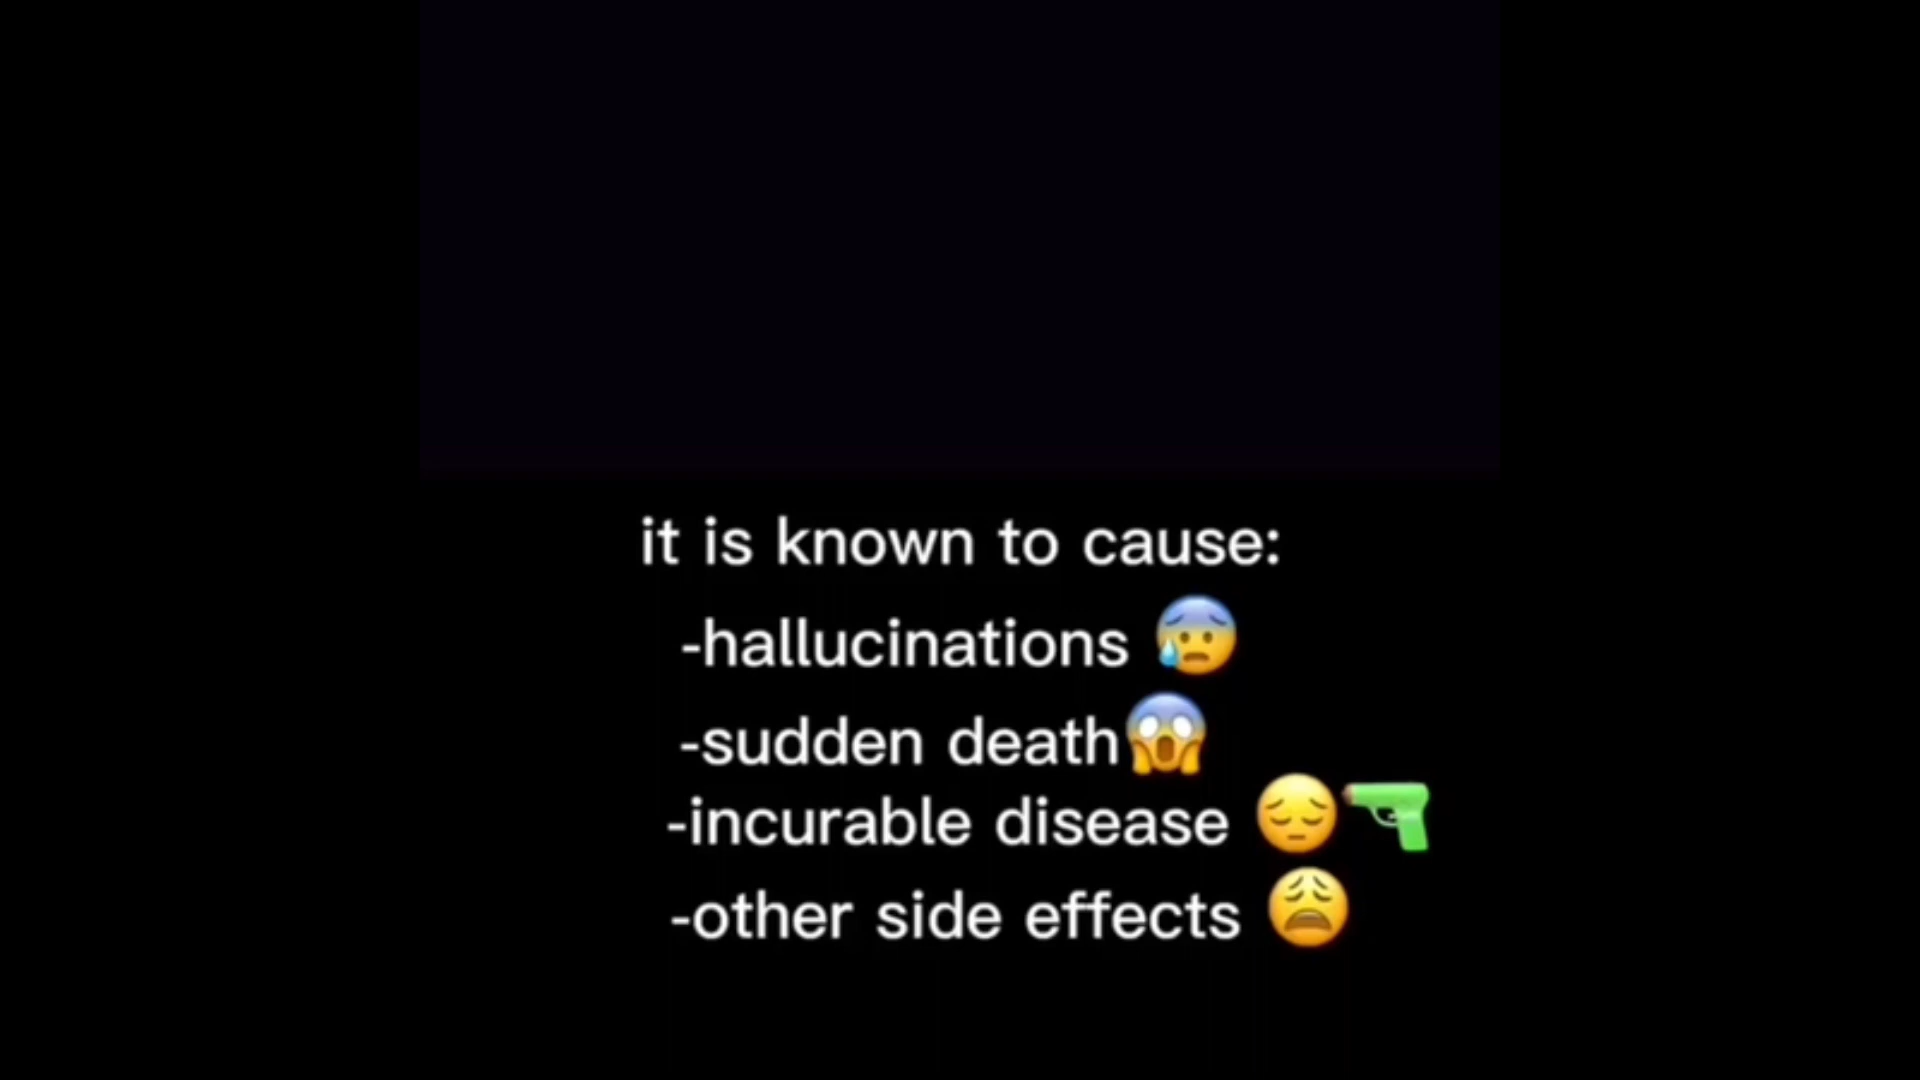 it is known to cause:
-hallucinations 😰
-sudden death😱
-incurable disease 😔🔫
-other side effects 😩